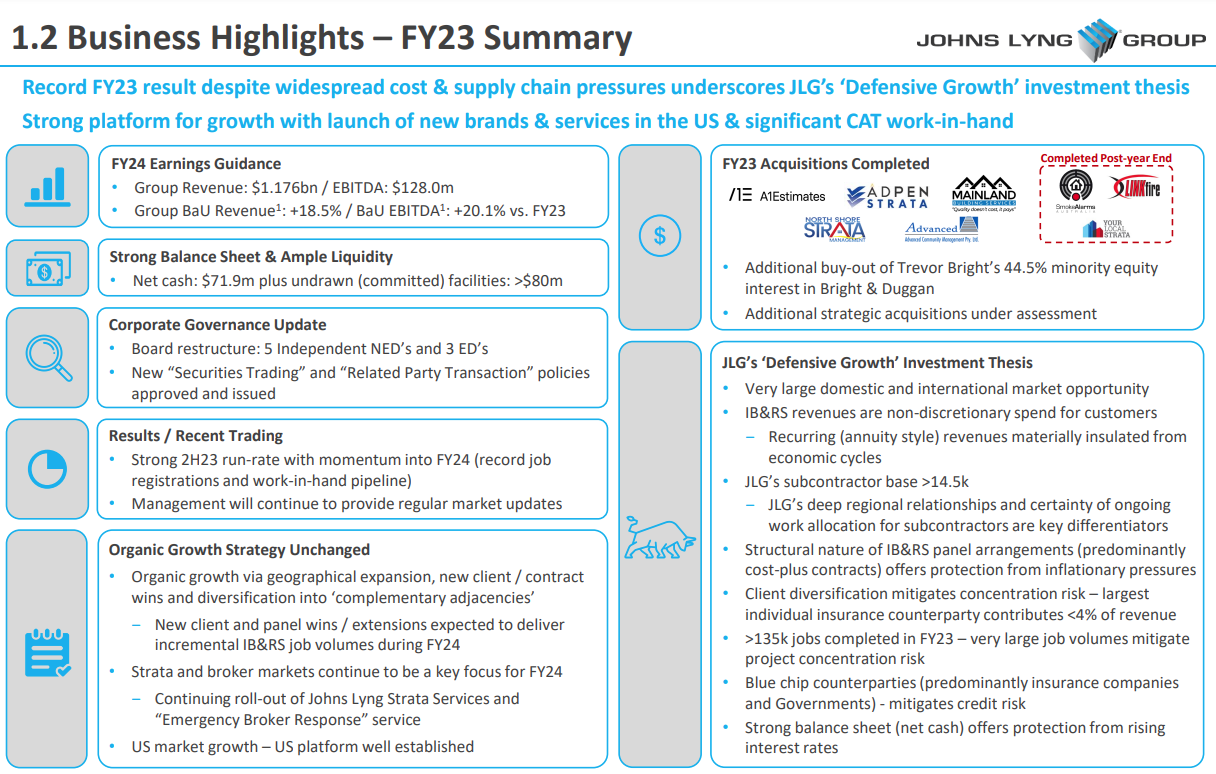 1.2 Business Highlights – FY23 Summary
JOHNS LYNG GROUP
Record FY23 result despite widespread cost & supply chain pressures underscores JLG's 'Defensive Growth' investment thesis
Strong platform for growth with launch of new brands & services in the US & significant CAT work-in-hand
FY24 Earnings Guidance
• Group Revenue: $1.176bn / EBITDA: $128.0m
• Group BaU Revenue¹: +18.5% / BaU EBITDA¹: +20.1% vs. FY23
Strong Balance Sheet & Ample Liquidity
• Net cash: $71.9m plus undrawn (committed) facilities: >$80m
Corporate Governance Update
• Board restructure: 5 Independent NED's and 3 ED's
• New "Securities Trading" and "Related Party Transaction" policies
approved and issued
Results / Recent Trading
• Strong 2H23 run-rate with momentum into FY24 (record job
registrations and work-in-hand pipeline)
• Management will continue to provide regular market updates
Organic Growth Strategy Unchanged
• Organic growth via geographical expansion, new client / contract
wins and diversification into 'complementary adjacencies'
– New client and panel wins / extensions expected to deliver
incremental IB&RS job volumes during FY24
• Strata and broker markets continue to be a key focus for FY24
– Continuing roll-out of Johns Lyng Strata Services and
"Emergency Broker Response" service
• US market growth – US platform well established
$
FY23 Acquisitions Completed
Completed Post-year End
A1Estimates
ADPEN
STRATA
MAINLAND
BUILDING SERVICES
"Quality doesn't cost, it pays"
NORTH SHORE
STRATA
MANAGEMENT
Advanced
Advanced Community Management Pty. Ltd.
SmokeAlarms
AUSTRALIA
LINKfire
YOUR
LOCAL
STRATA
• Additional buy-out of Trevor Bright's 44.5% minority equity
interest in Bright & Duggan
• Additional strategic acquisitions under assessment
JLG's 'Defensive Growth' Investment Thesis
• Very large domestic and international market opportunity
• IB&RS revenues are non-discretionary spend for customers
– Recurring (annuity style) revenues materially insulated from
economic cycles
• JLG's subcontractor base >14.5k
– JLG's deep regional relationships and certainty of ongoing
work allocation for subcontractors are key differentiators
• Structural nature of IB&RS panel arrangements (predominantly
cost-plus contracts) offers protection from inflationary pressures
• Client diversification mitigates concentration risk – largest
individual insurance counterparty contributes <4% of revenue
• >135k jobs completed in FY23 – very large job volumes mitigate
project concentration risk
• Blue chip counterparties (predominantly insurance companies
and Governments) - mitigates credit risk
• Strong balance sheet (net cash) offers protection from rising
interest rates